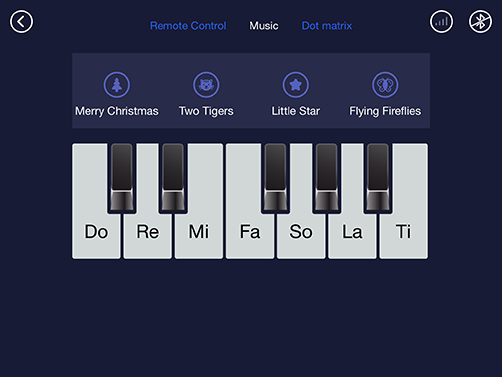 Remote Control Music Dot matrix
Merry Christmas Two Tigers Little Star Flying Fireflies
Do Re Mi Fa So La Ti